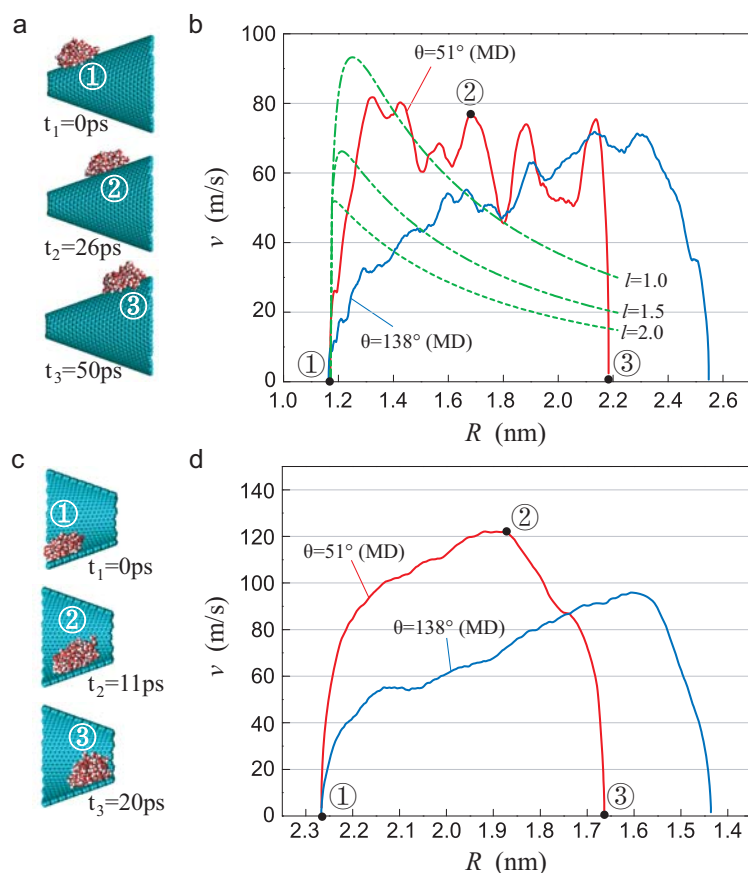 a
①
t₁=0ps
②
t₂=26ps
③
t₃=50ps
b
v (m/s)
120
100
80
60
40
20
0
θ=51° (MD)
②
l=1.0
l=1.5
l=2.0
θ=138° (MD)
①
③
1.0 1.2 1.4 1.6 1.8 2.0 2.2 2.4 2.6
R (nm)
c
①
t₁=0ps
②
t₂=11ps
③
t₃=20ps
d
v (m/s)
140
120
100
80
60
40
20
0
②
θ=51° (MD)
θ=138° (MD)
①
③
2.3 2.2 2.1 2.0 1.9 1.8 1.7 1.6 1.5 1.4
R (nm)